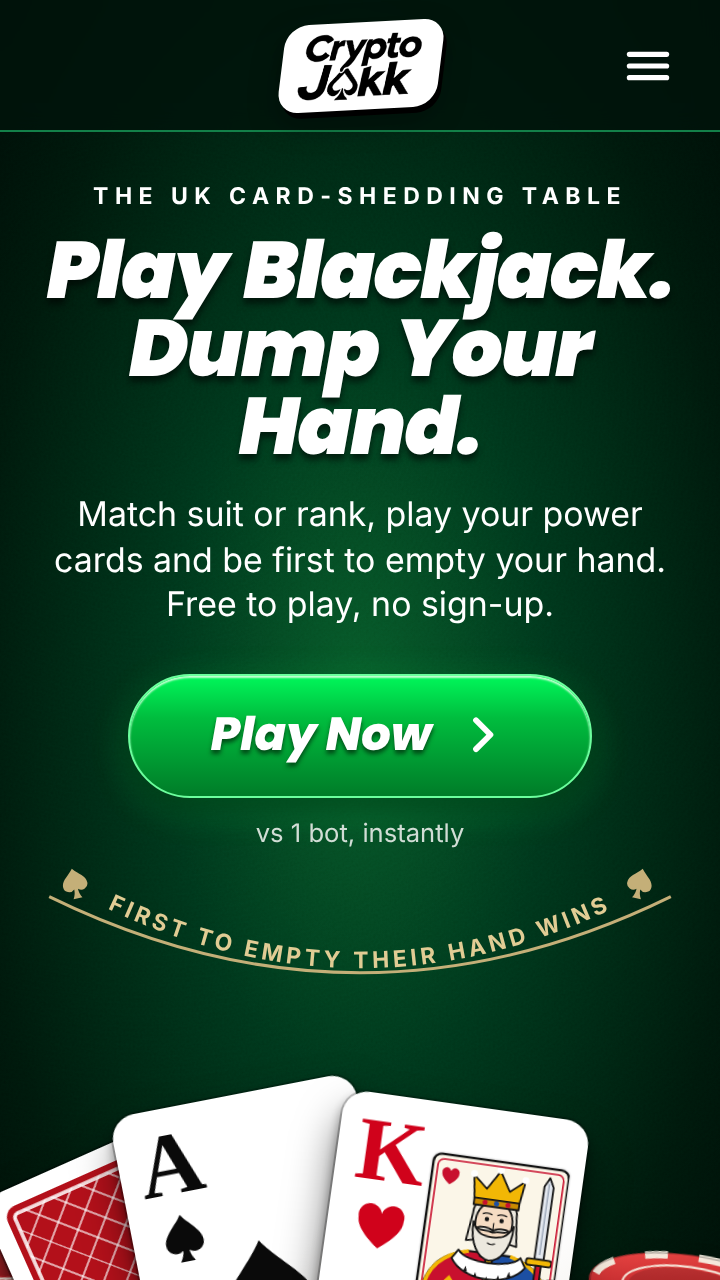 Crypto
Jakk
THE UK CARD-SHEDDING TABLE
Play Blackjack.
Dump Your
Hand.
Match suit or rank, play your power
cards and be first to empty your hand.
Free to play, no sign-up.
Play Now
vs 1 bot, instantly
FIRST TO EMPTY THEIR HAND WINS
A
K